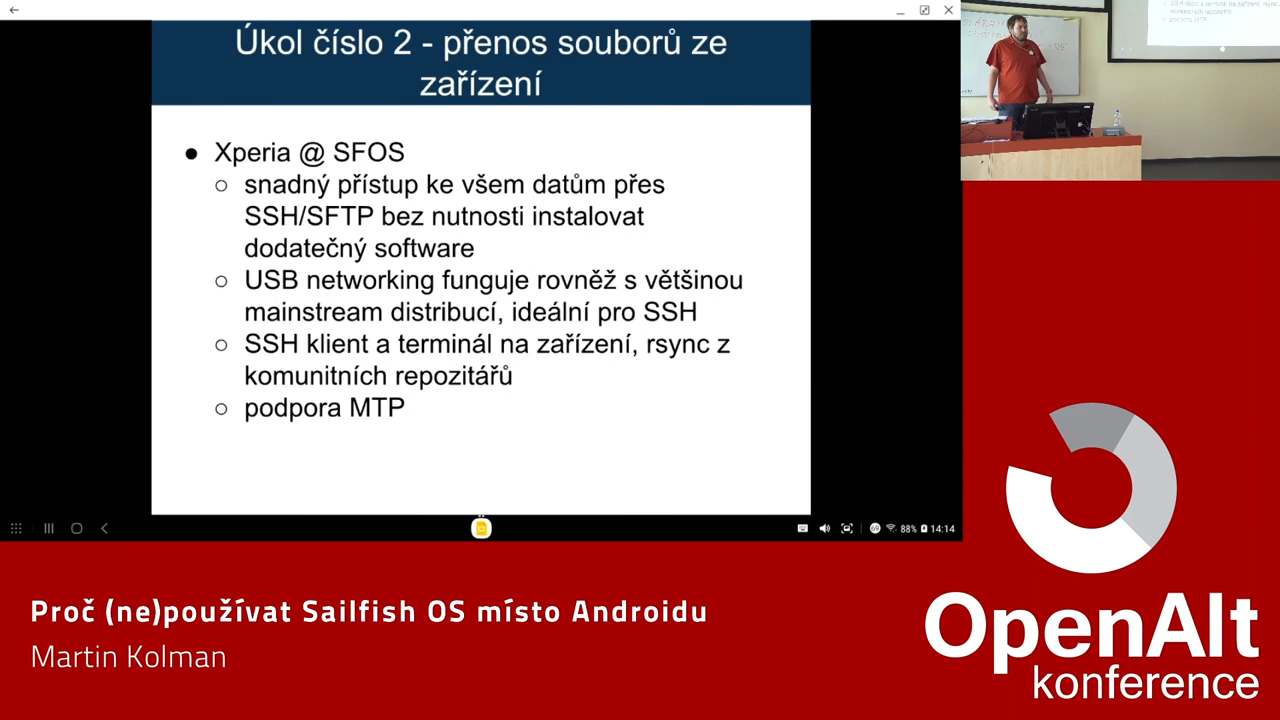 Úkol číslo 2 - přenos souborů ze
zařízení
● Xperia @ SFOS
○ snadný přístup ke všem datům přes
SSH/SFTP bez nutnosti instalovat
dodatečný software
○ USB networking funguje rovněž s většinou
mainstream distribucí, ideální pro SSH
○ SSH klient a terminál na zařízení, rsync z
komunitních repozitářů
○ podpora MTP
88% 14:14
Proč (ne)používat Sailfish OS místo Androidu
Martin Kolman
OpenAlt
konference